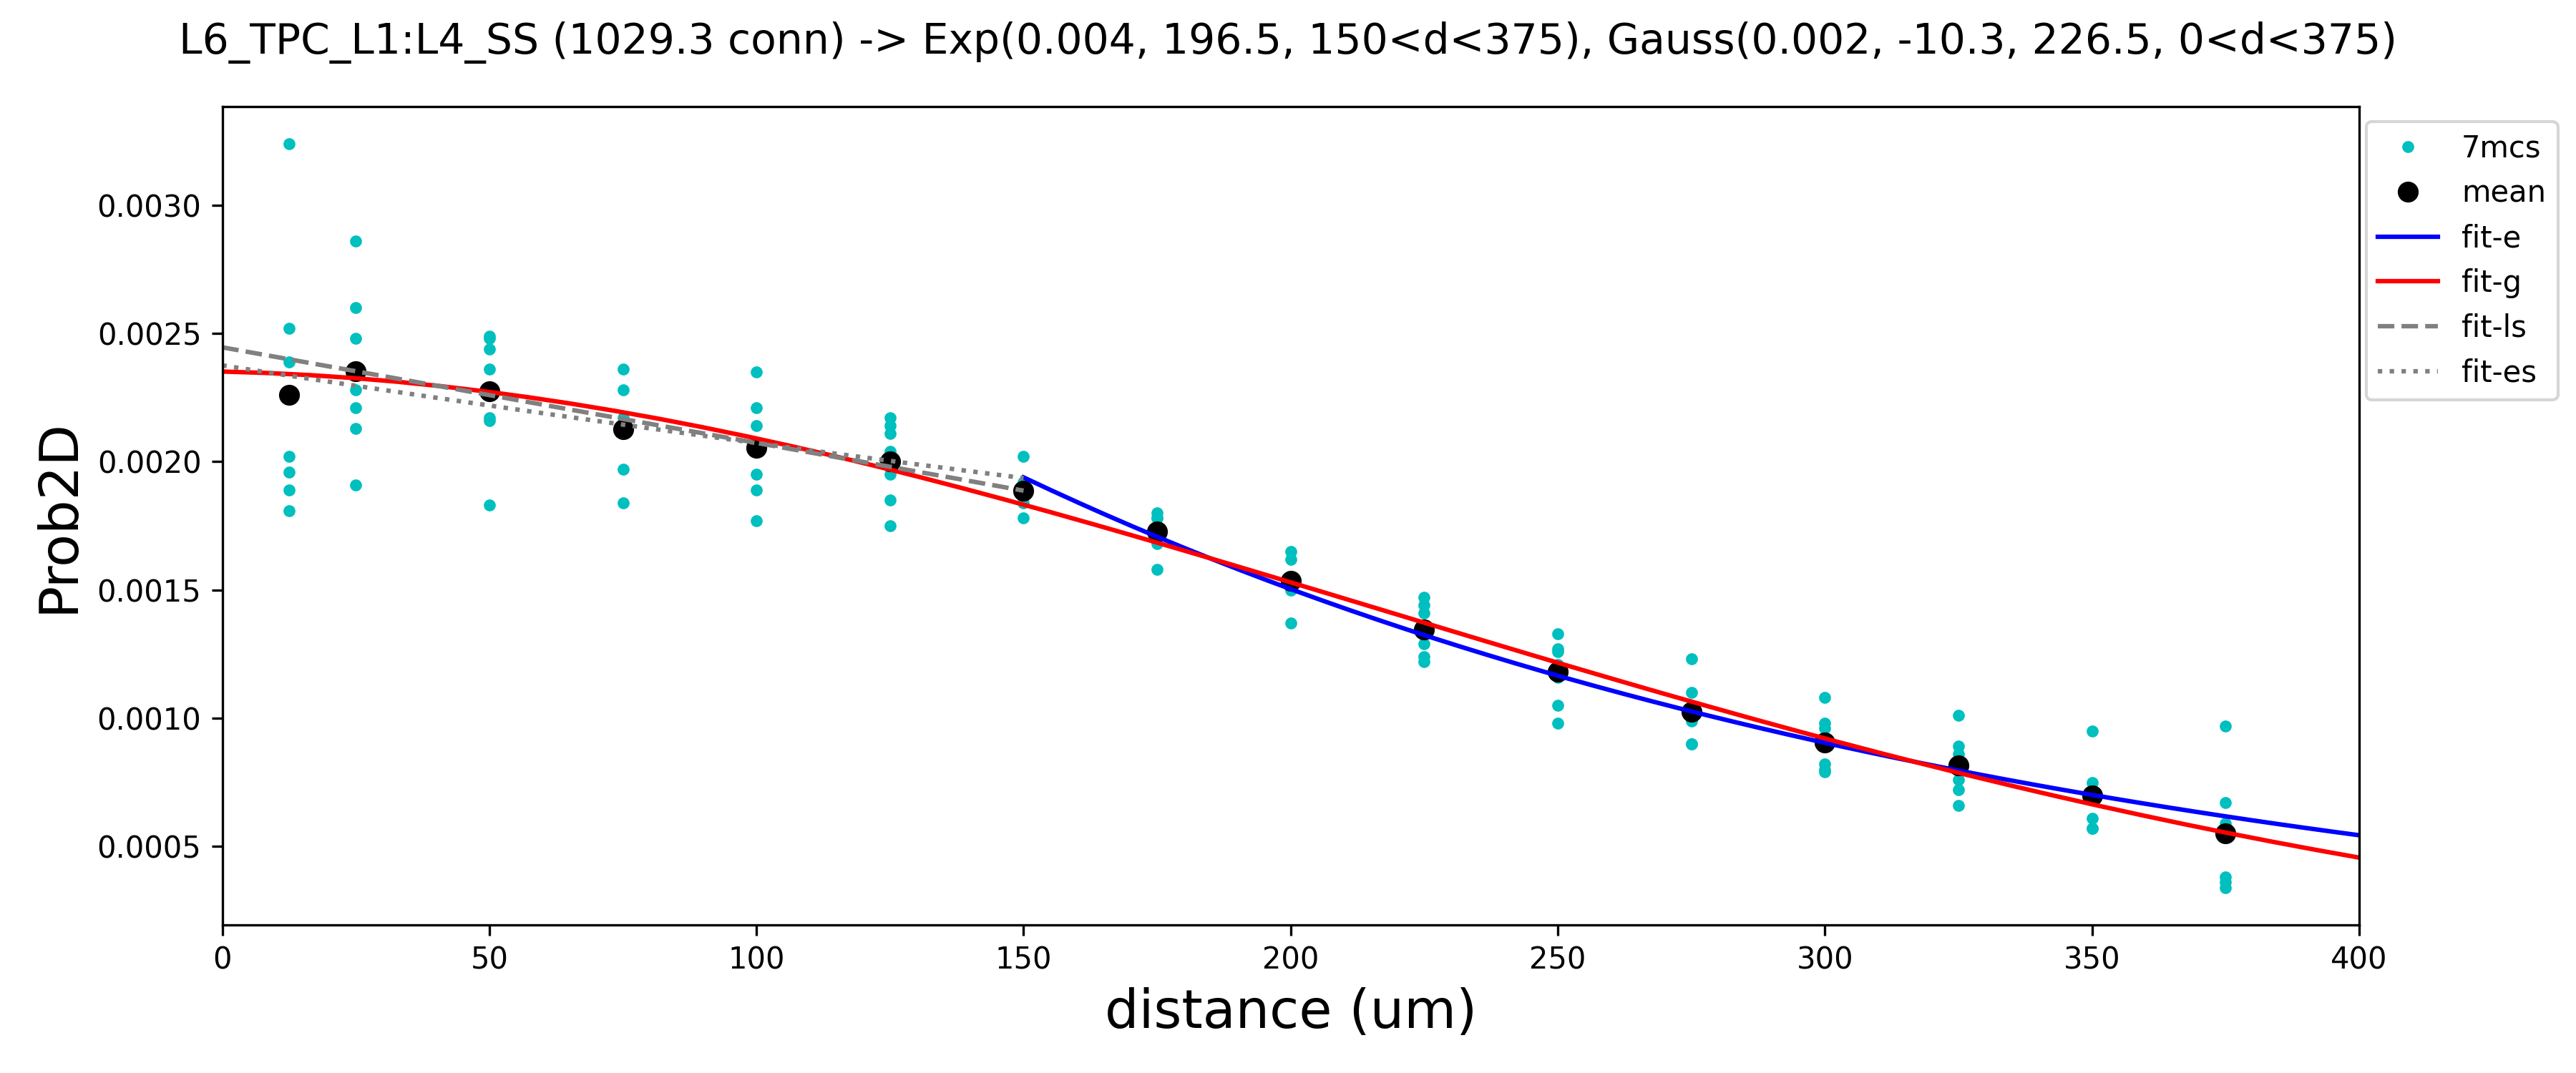 L6_TPC_L1:L4_SS (1029.3 conn) -> Exp(0.004, 196.5, 150<d<375), Gauss(0.002, -10.3, 226.5, 0<d<375)
7mcs
mean
fit-e
fit-g
fit-ls
fit-es
Prob2D
0.0030
0.0025
0.0020
0.0015
0.0010
0.0005
0 50 100 150 200 250 300 350 400
distance (um)